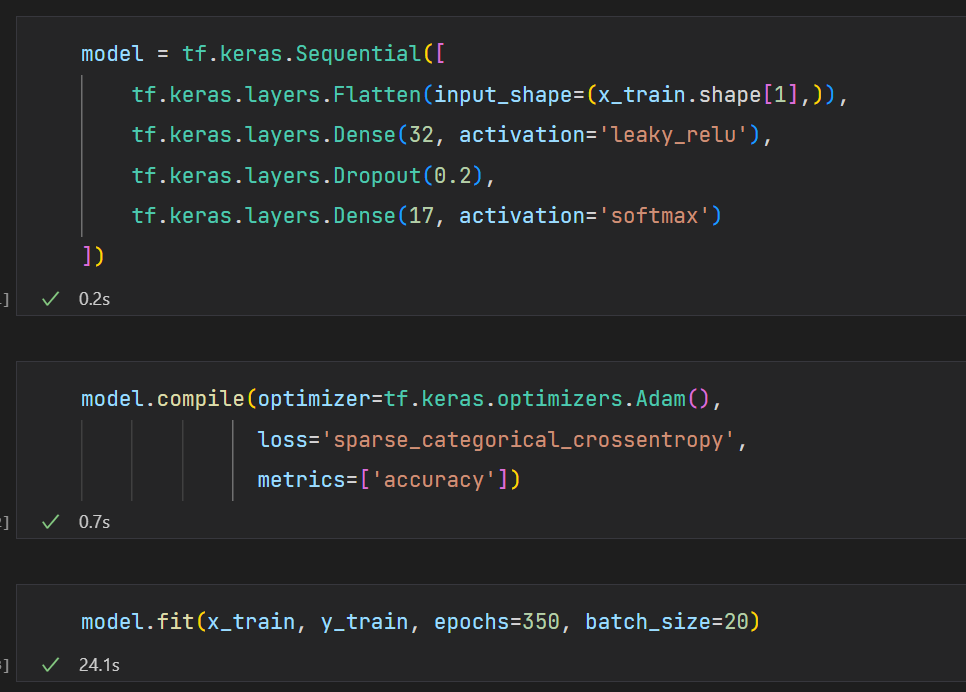 model = tf.keras.Sequential([
    tf.keras.layers.Flatten(input_shape=(x_train.shape[1],)),
    tf.keras.layers.Dense(32, activation='leaky_relu'),
    tf.keras.layers.Dropout(0.2),
    tf.keras.layers.Dense(17, activation='softmax')
])
] ✓ 0.2s
model.compile(optimizer=tf.keras.optimizers.Adam(),
              loss='sparse_categorical_crossentropy',
              metrics=['accuracy'])
] ✓ 0.7s
model.fit(x_train, y_train, epochs=350, batch_size=20)
] ✓ 24.1s